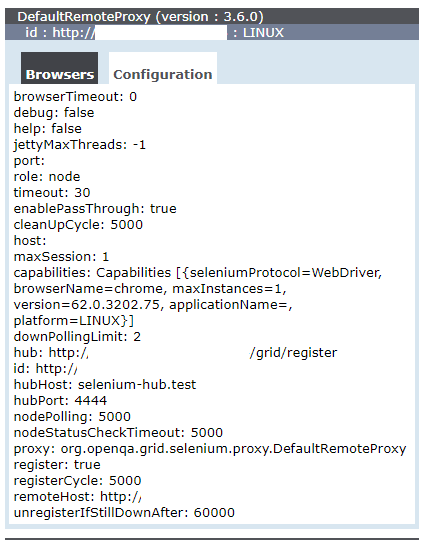 DefaultRemoteProxy (version : 3.6.0)
id : http:// : LINUX
Browsers Configuration
browserTimeout: 0
debug: false
help: false
jettyMaxThreads: -1
port:
role: node
timeout: 30
enablePassThrough: true
cleanUpCycle: 5000
host:
maxSession: 1
capabilities: Capabilities [{seleniumProtocol=WebDriver,
browserName=chrome, maxInstances=1,
version=62.0.3202.75, applicationName=,
platform=LINUX}]
downPollingLimit: 2
hub: http:/ /grid/register
id: http:/
hubHost: selenium-hub.test
hubPort: 4444
nodePolling: 5000
nodeStatusCheckTimeout: 5000
proxy: org.openqa.grid.selenium.proxy.DefaultRemoteProxy
register: true
registerCycle: 5000
remoteHost: http:/
unregisterIfStillDownAfter: 60000